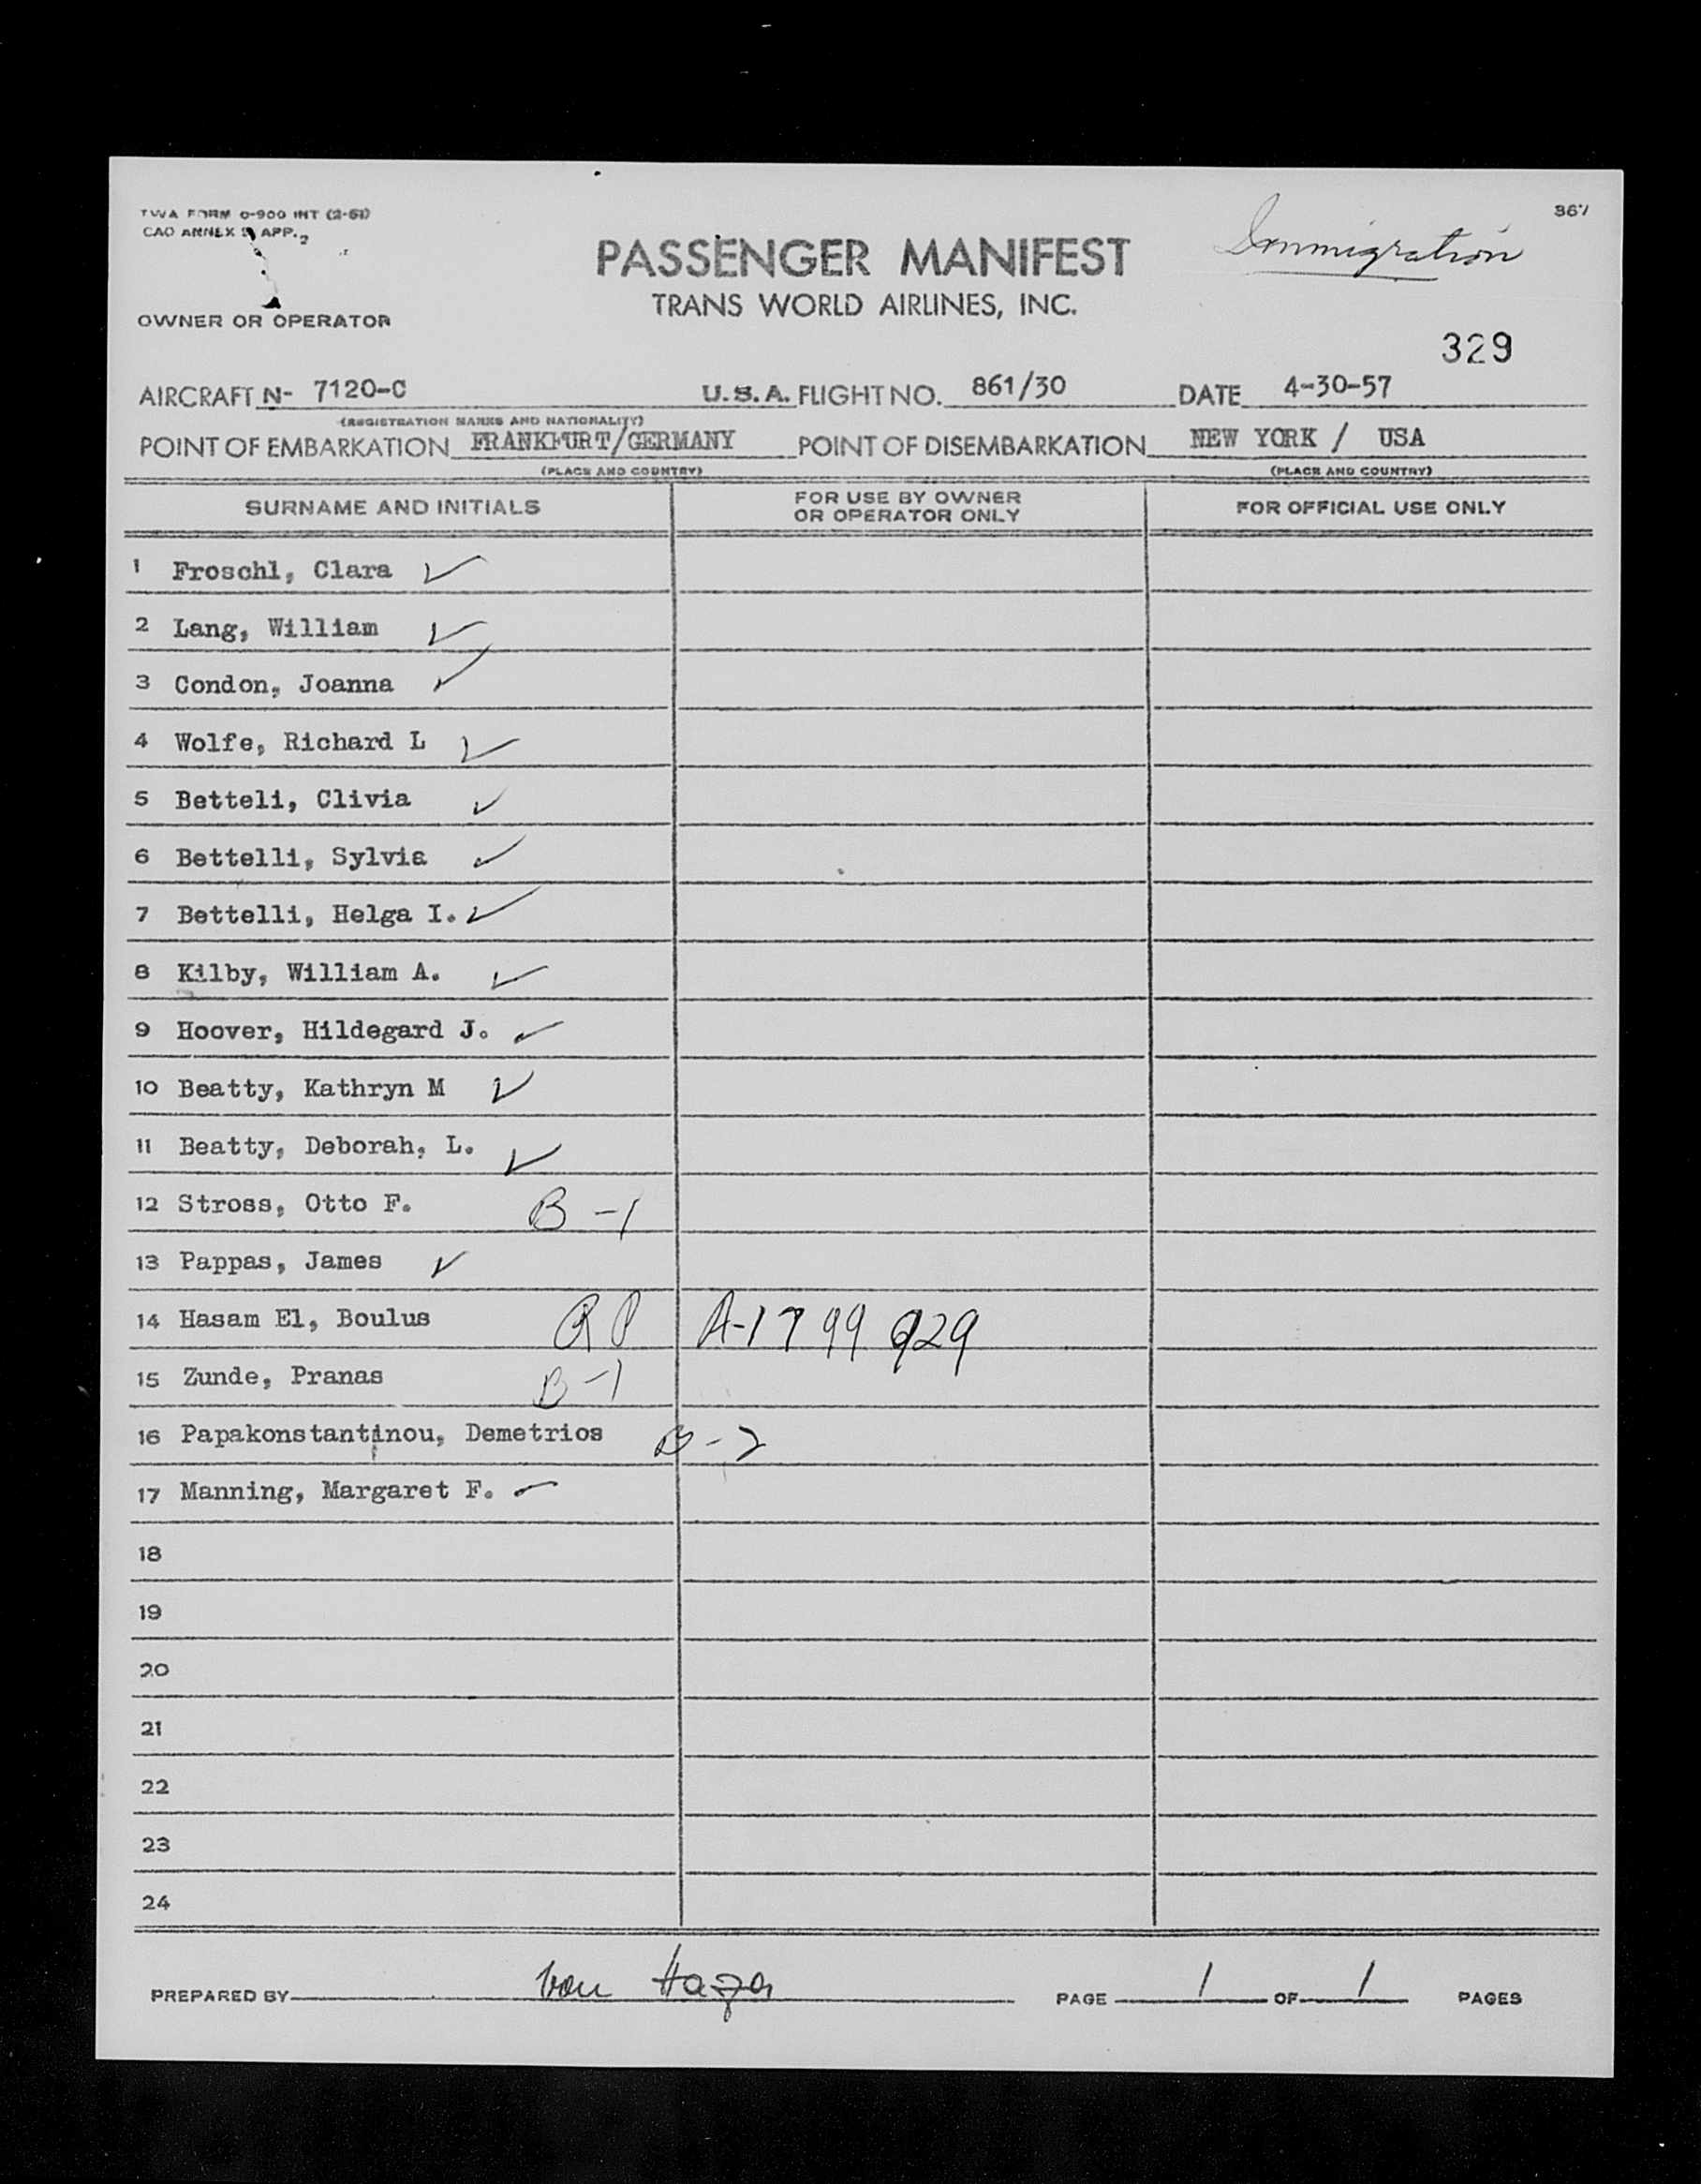 TWA FORM 0-900 INT (2-51)
CAO ANNEX 9 APP. 2
367
Immigration
PASSENGER MANIFEST
TRANS WORLD AIRLINES, INC.
OWNER OR OPERATOR
329
AIRCRAFT N- 7120-C U.S.A. FLIGHT NO. 861/30 DATE 4-30-57
(REGISTRATION MARKS AND NATIONALITY)
POINT OF EMBARKATION FRANKFURT/GERMANY POINT OF DISEMBARKATION NEW YORK / USA
(PLACE AND COUNTRY) (PLACE AND COUNTRY)
SURNAME AND INITIALS FOR USE BY OWNER OR OPERATOR ONLY FOR OFFICIAL USE ONLY
1 Froschl, Clara ✓
2 Lang, William ✓
3 Condon, Joanna ✓
4 Wolfe, Richard L ✓
5 Betteli, Clivia ✓
6 Bettelli, Sylvia ✓
7 Bettelli, Helga I. ✓
8 Kilby, William A. ✓
9 Hoover, Hildegard J. ✓
10 Beatty, Kathryn M ✓
11 Beatty, Deborah, L. ✓
12 Stross, Otto F. B-1
13 Pappas, James ✓
14 Hasam El, Boulus RP A-1799929
15 Zunde, Pranas B-1
16 Papakonstantinou, Demetrios B-2
17 Manning, Margaret F. ✓
18
19
20
21
22
23
24
PREPARED BY von PAGE 1 OF 1 PAGES